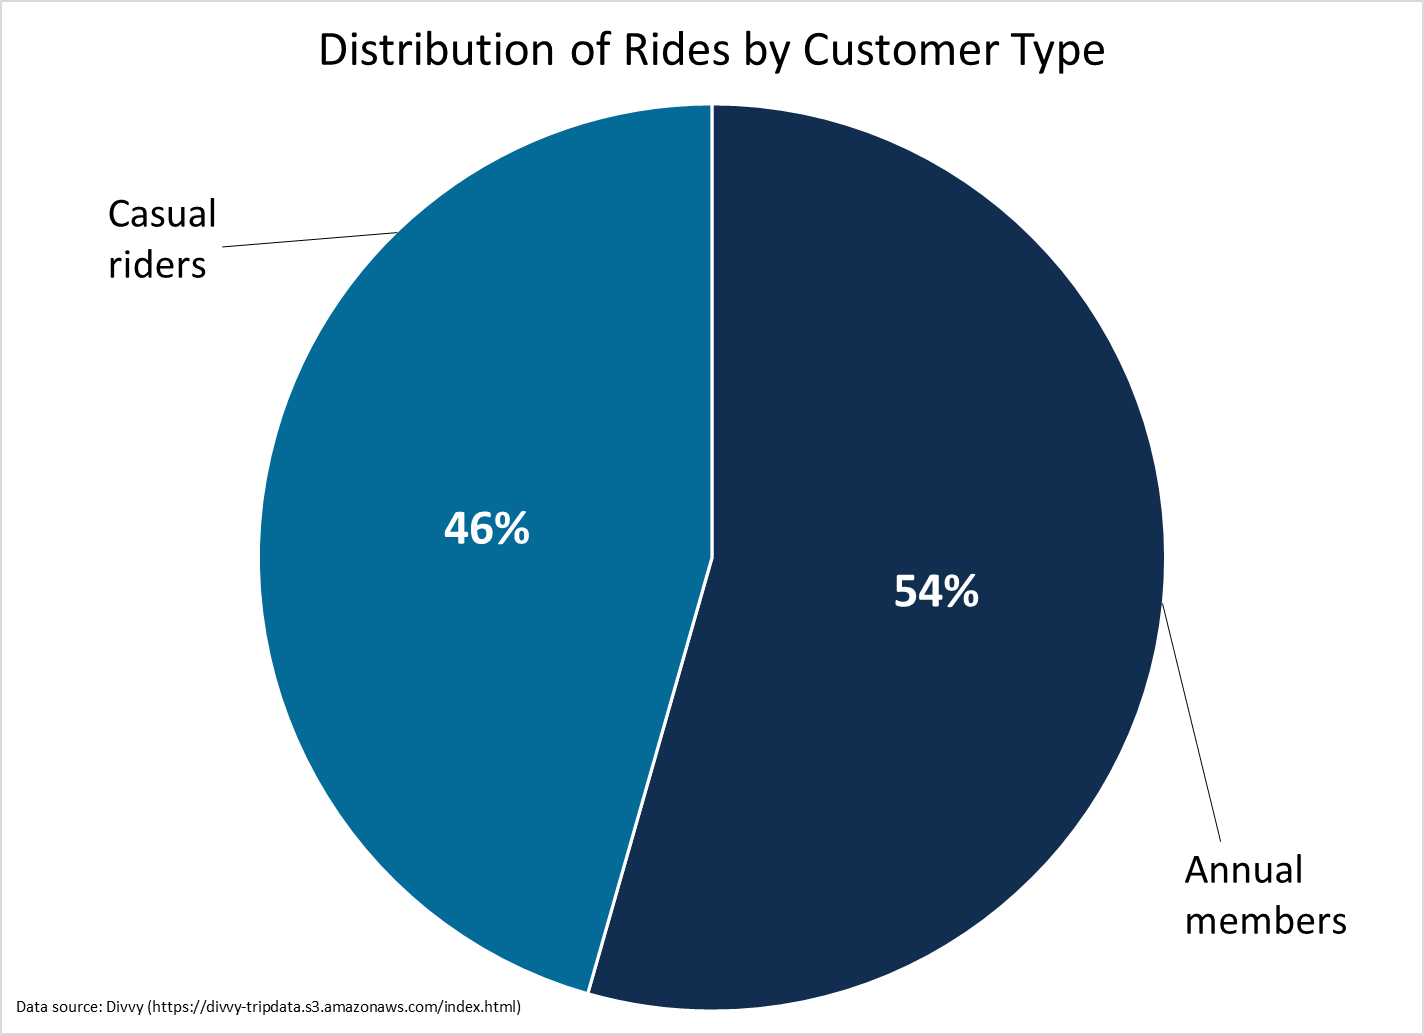 Distribution of Rides by Customer Type
Casual
riders
46%
54%
Annual
members
Data source: Divvy (https://divvy-tripdata.s3.amazonaws.com/index.html)